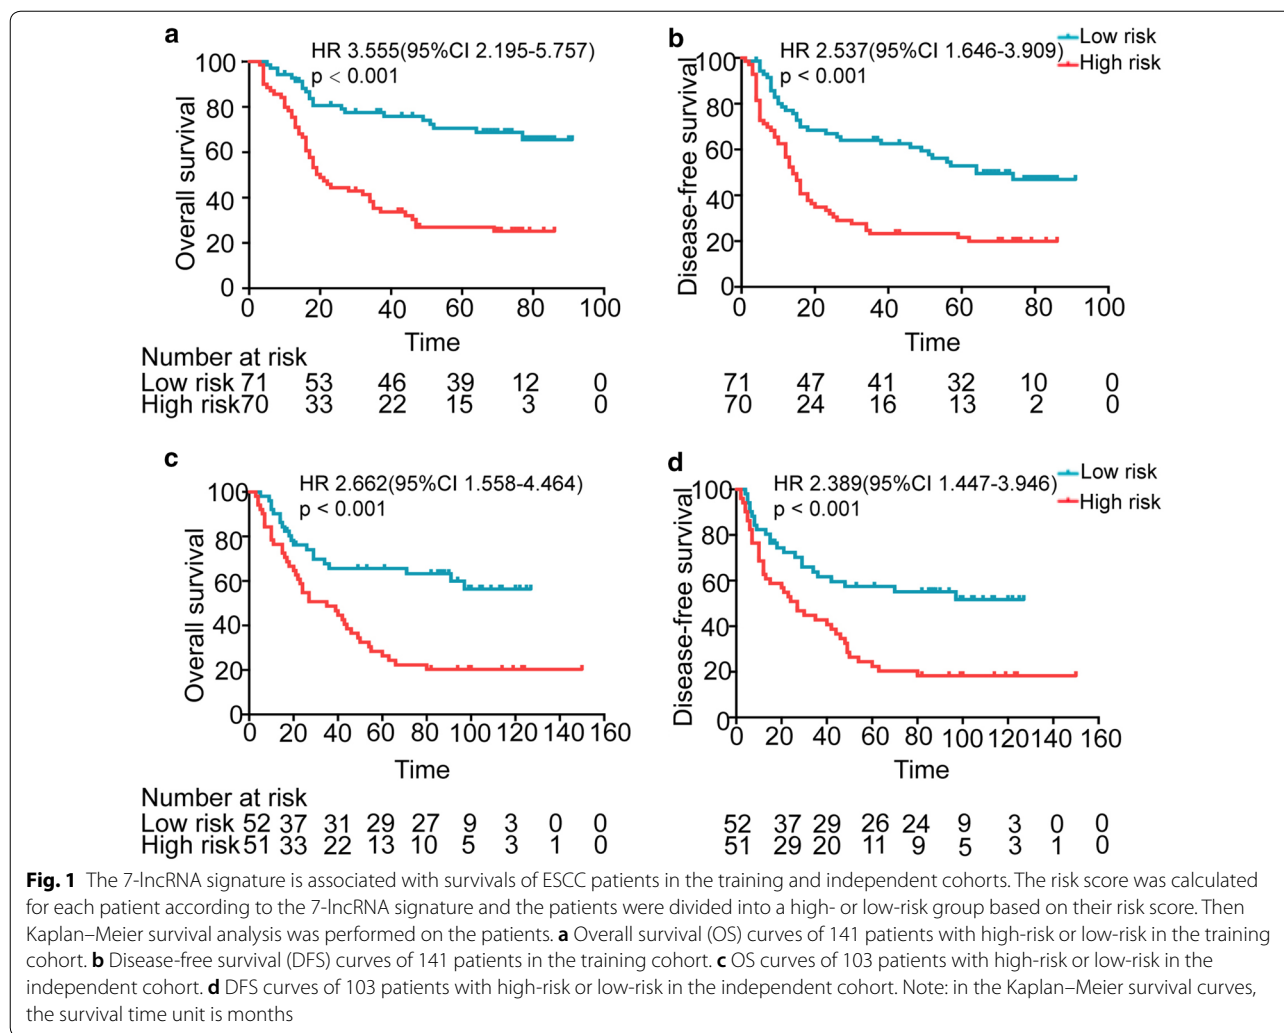 a
HR 3.555(95%CI 2.195-5.757)
p < 0.001
Overall survival
100
80
60
40
20
0
0 20 40 60 80 100
Time
Number at risk
Low risk 71 53 46 39 12 0
High risk 70 33 22 15 3 0
b
HR 2.537(95%CI 1.646-3.909)
p < 0.001
Low risk
High risk
Disease-free survival
100
80
60
40
20
0
0 20 40 60 80 100
Time
71 47 41 32 10 0
70 24 16 13 2 0
c
HR 2.662(95%CI 1.558-4.464)
p < 0.001
Overall survival
100
80
60
40
20
0
0 20 40 60 80 100 120 140 160
Time
Number at risk
Low risk 52 37 31 29 27 9 3 0 0
High risk 51 33 22 13 10 5 3 1 0
d
HR 2.389(95%CI 1.447-3.946)
p < 0.001
Low risk
High risk
Disease-free survival
100
80
60
40
20
0
0 20 40 60 80 100 120 140 160
Time
52 37 29 26 24 9 3 0 0
51 29 20 11 9 5 3 1 0
Fig. 1 The 7-lncRNA signature is associated with survivals of ESCC patients in the training and independent cohorts. The risk score was calculated
for each patient according to the 7-lncRNA signature and the patients were divided into a high- or low-risk group based on their risk score. Then
Kaplan–Meier survival analysis was performed on the patients. a Overall survival (OS) curves of 141 patients with high-risk or low-risk in the training
cohort. b Disease-free survival (DFS) curves of 141 patients in the training cohort. c OS curves of 103 patients with high-risk or low-risk in the
independent cohort. d DFS curves of 103 patients with high-risk or low-risk in the independent cohort. Note: in the Kaplan–Meier survival curves,
the survival time unit is months